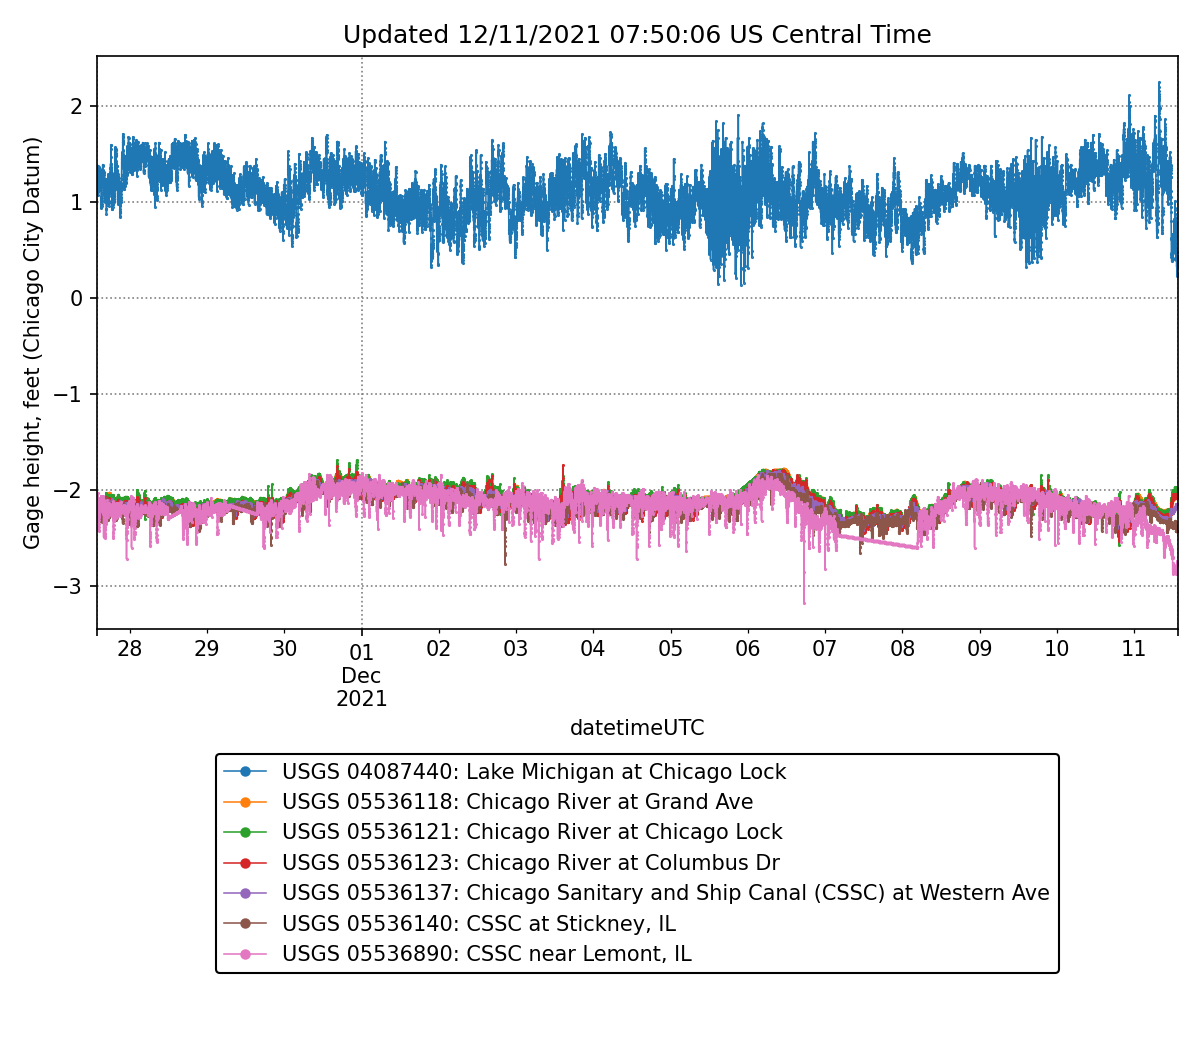 Updated 12/11/2021 07:50:06 US Central Time
Gage height, feet (Chicago City Datum)
2
1
0
−1
−2
−3
28 29 30 01 02 03 04 05 06 07 08 09 10 11
Dec
2021
datetimeUTC
USGS 04087440: Lake Michigan at Chicago Lock
USGS 05536118: Chicago River at Grand Ave
USGS 05536121: Chicago River at Chicago Lock
USGS 05536123: Chicago River at Columbus Dr
USGS 05536137: Chicago Sanitary and Ship Canal (CSSC) at Western Ave
USGS 05536140: CSSC at Stickney, IL
USGS 05536890: CSSC near Lemont, IL